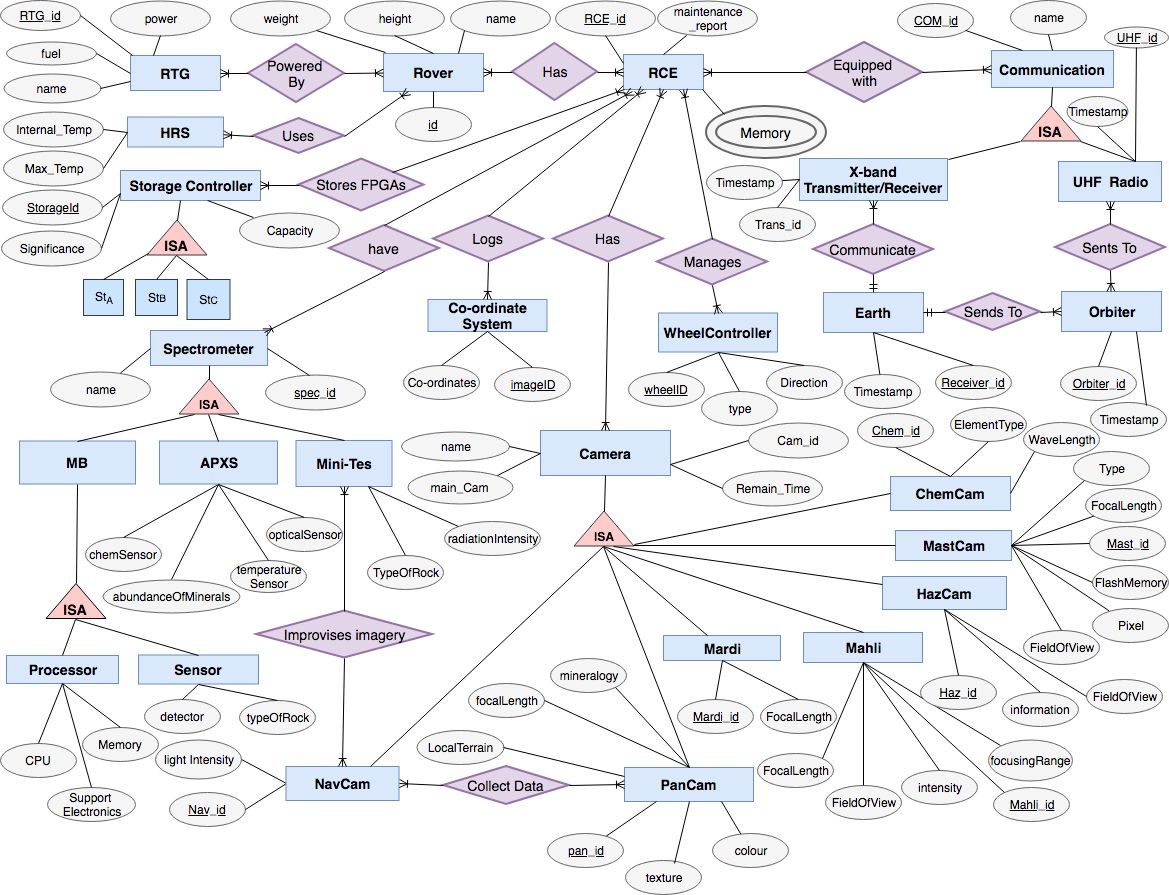 RTG_id
power
weight
height
name
RCE_id
maintenance
_report
COM_id
name
UHF_id
fuel
name
RTG
Powered
By
Rover
Has
RCE
Equipped
with
Communication
Internal_Temp
Max_Temp
HRS
Uses
id
Memory
ISA
Timestamp
Storage Controller
Stores FPGAs
StorageId
Significance
Capacity
ISA
StA
StB
StC
have
Logs
Has
Manages
Timestamp
Trans_id
X-band
Transmitter/Receiver
UHF Radio
Communicate
Sents To
Earth
Sends To
Orbiter
Co-ordinate
System
WheelController
Spectrometer
name
spec_id
Co-ordinates
imageID
wheelID
type
Direction
Timestamp
Receiver_id
Orbiter_id
Timestamp
ISA
MB
APXS
Mini-Tes
name
main_Cam
Camera
Cam_id
Remain_Time
Chem_id
ElementType
WaveLength
ChemCam
Type
FocalLength
Mast_id
FlashMemory
Pixel
FieldOfView
MastCam
chemSensor
abundanceOfMinerals
temperature
Sensor
opticalSensor
radiationIntensity
TypeOfRock
ISA
ISA
HazCam
Haz_id
information
FieldOfView
Improvises imagery
Processor
Sensor
Mardi
Mahli
detector
typeOfRock
CPU
Memory
Support
Electronics
light Intensity
Nav_id
NavCam
Collect Data
PanCam
mineralogy
focalLength
LocalTerrain
Mardi_id
FocalLength
FocalLength
FieldOfView
intensity
focusingRange
Mahli_id
pan_id
texture
colour